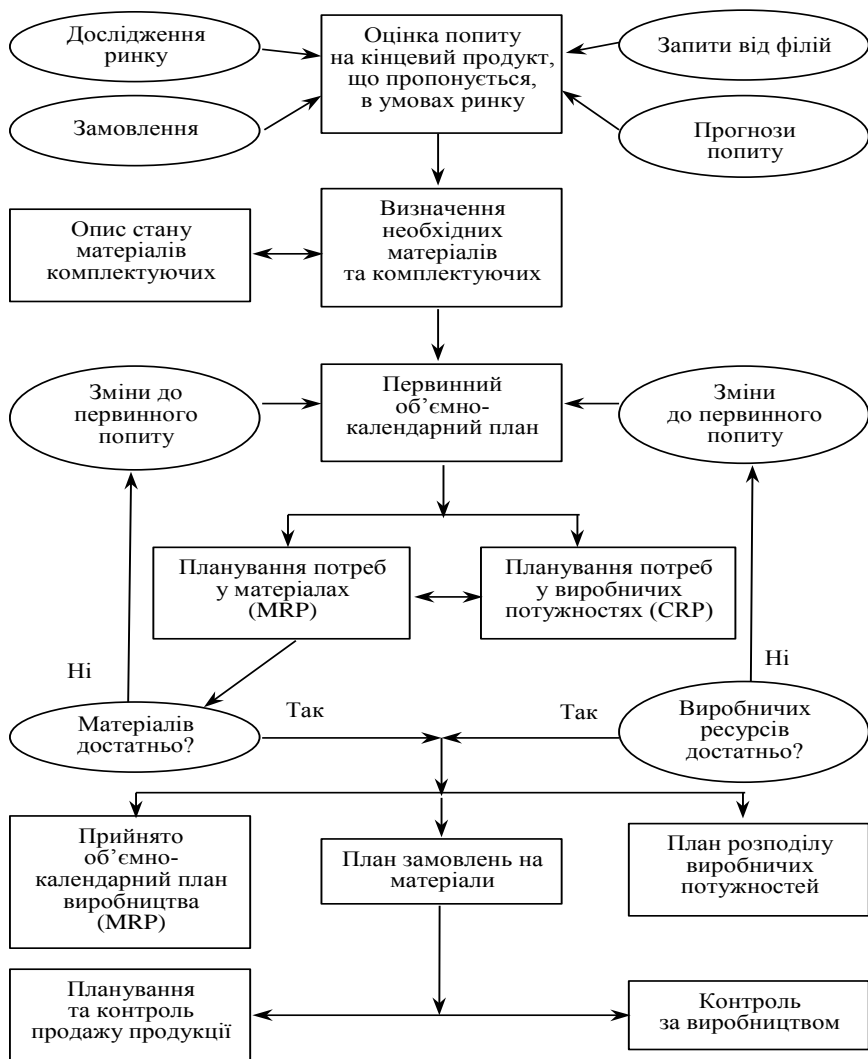 Дослідження
ринку
Оцінка попиту
на кінцевий продукт,
що пропонується,
в умовах ринку
Запити від філій
Замовлення
Прогнози
попиту
Опис стану
матеріалів
комплектуючих
Визначення
необхідних
матеріалів
та комплектуючих
Зміни до
первинного
попиту
Первинний
об’ємно-
календарний план
Зміни
до первинного
попиту
Планування потреб
у матеріалах
(MRP)
Планування потреб
у виробничих
потужностях (CRP)
Ні
Ні
Матеріалів
достатньо?
Так
Так
Виробничих
ресурсів
достатньо?
Прийнято
об’ємно-
календарний план
виробництва
(MRP)
План замовлень на
матеріали
План розподілу
виробничих
потужностей
Планування
та контроль
продажу продукції
Контроль
за виробництвом